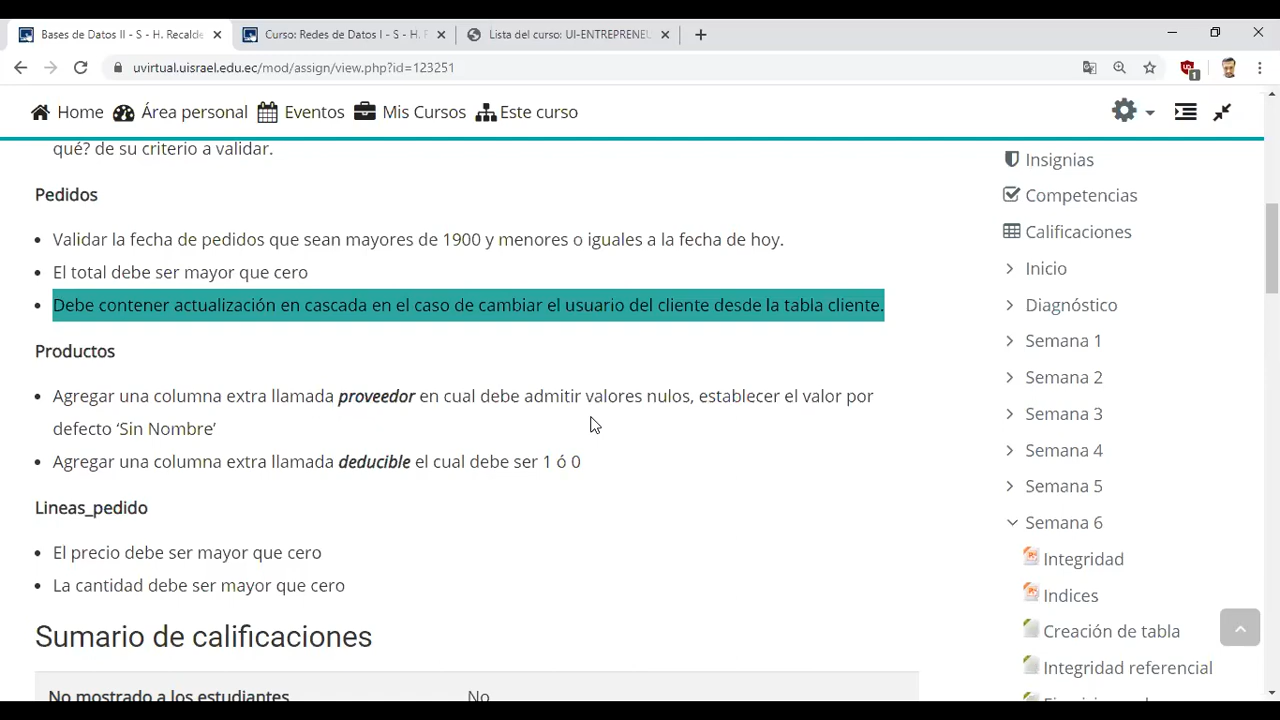 Bases de Datos II - S - H. Recalde
Curso: Redes de Datos I - S - H. F
Lista del curso: UI-ENTREPRENEU
uvirtual.uisrael.edu.ec/mod/assign/view.php?id=123251
1
Home Área personal Eventos Mis Cursos Este curso
qué? de su criterio a validar.
Pedidos
Validar la fecha de pedidos que sean mayores de 1900 y menores o iguales a la fecha de hoy.
El total debe ser mayor que cero
Debe contener actualización en cascada en el caso de cambiar el usuario del cliente desde la tabla cliente.
Productos
Agregar una columna extra llamada proveedor en cual debe admitir valores nulos, establecer el valor por
defecto ‘Sin Nombre’
Agregar una columna extra llamada deducible el cual debe ser 1 ó 0
Lineas_pedido
El precio debe ser mayor que cero
La cantidad debe ser mayor que cero
Sumario de calificaciones
No mostrado a los estudiantes No
Insignias
Competencias
Calificaciones
Inicio
Diagnóstico
Semana 1
Semana 2
Semana 3
Semana 4
Semana 5
Semana 6
Integridad
Indices
Creación de tabla
Integridad referencial